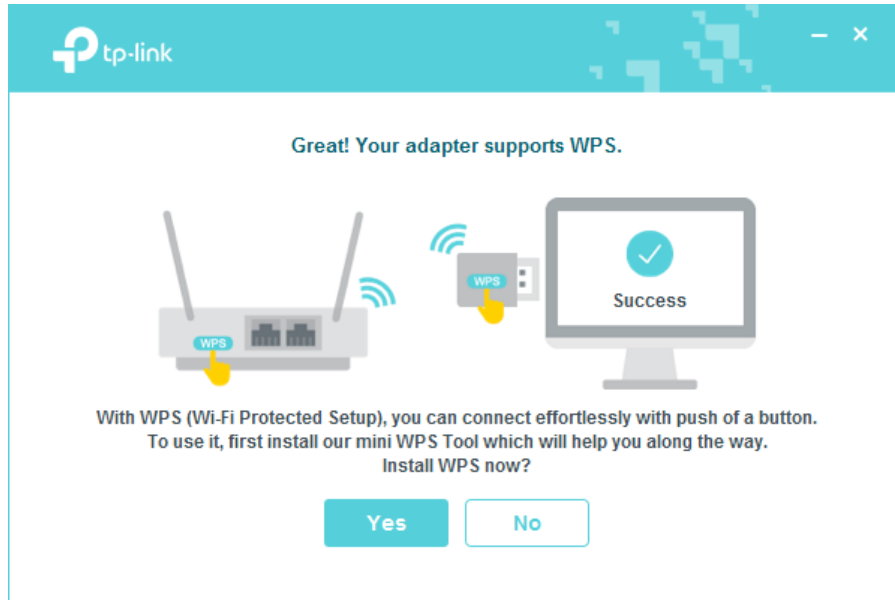 tp-link
Great! Your adapter supports WPS.
WPS
WPS
Success
With WPS (Wi-Fi Protected Setup), you can connect effortlessly with push of a button.
To use it, first install our mini WPS Tool which will help you along the way.
Install WPS now?
Yes
No